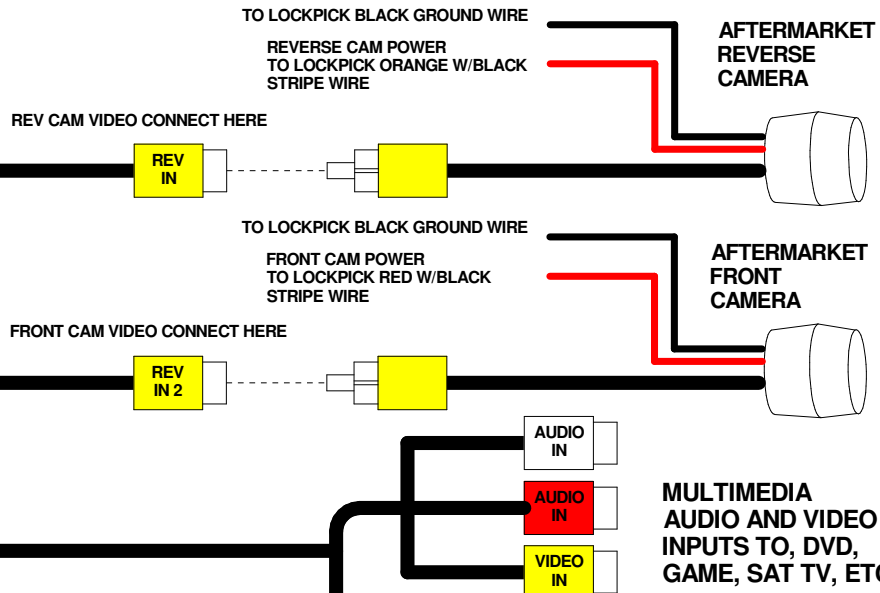 TO LOCKPICK BLACK GROUND WIRE
REVERSE CAM POWER
TO LOCKPICK ORANGE W/BLACK
STRIPE WIRE
AFTERMARKET
REVERSE
CAMERA
REV CAM VIDEO CONNECT HERE
REV
IN
TO LOCKPICK BLACK GROUND WIRE
FRONT CAM POWER
TO LOCKPICK RED W/BLACK
STRIPE WIRE
AFTERMARKET
FRONT
CAMERA
FRONT CAM VIDEO CONNECT HERE
REV
IN 2
AUDIO
IN
AUDIO
IN
VIDEO
IN
MULTIMEDIA
AUDIO AND VIDEO
INPUTS TO, DVD,
GAME, SAT TV, ETC